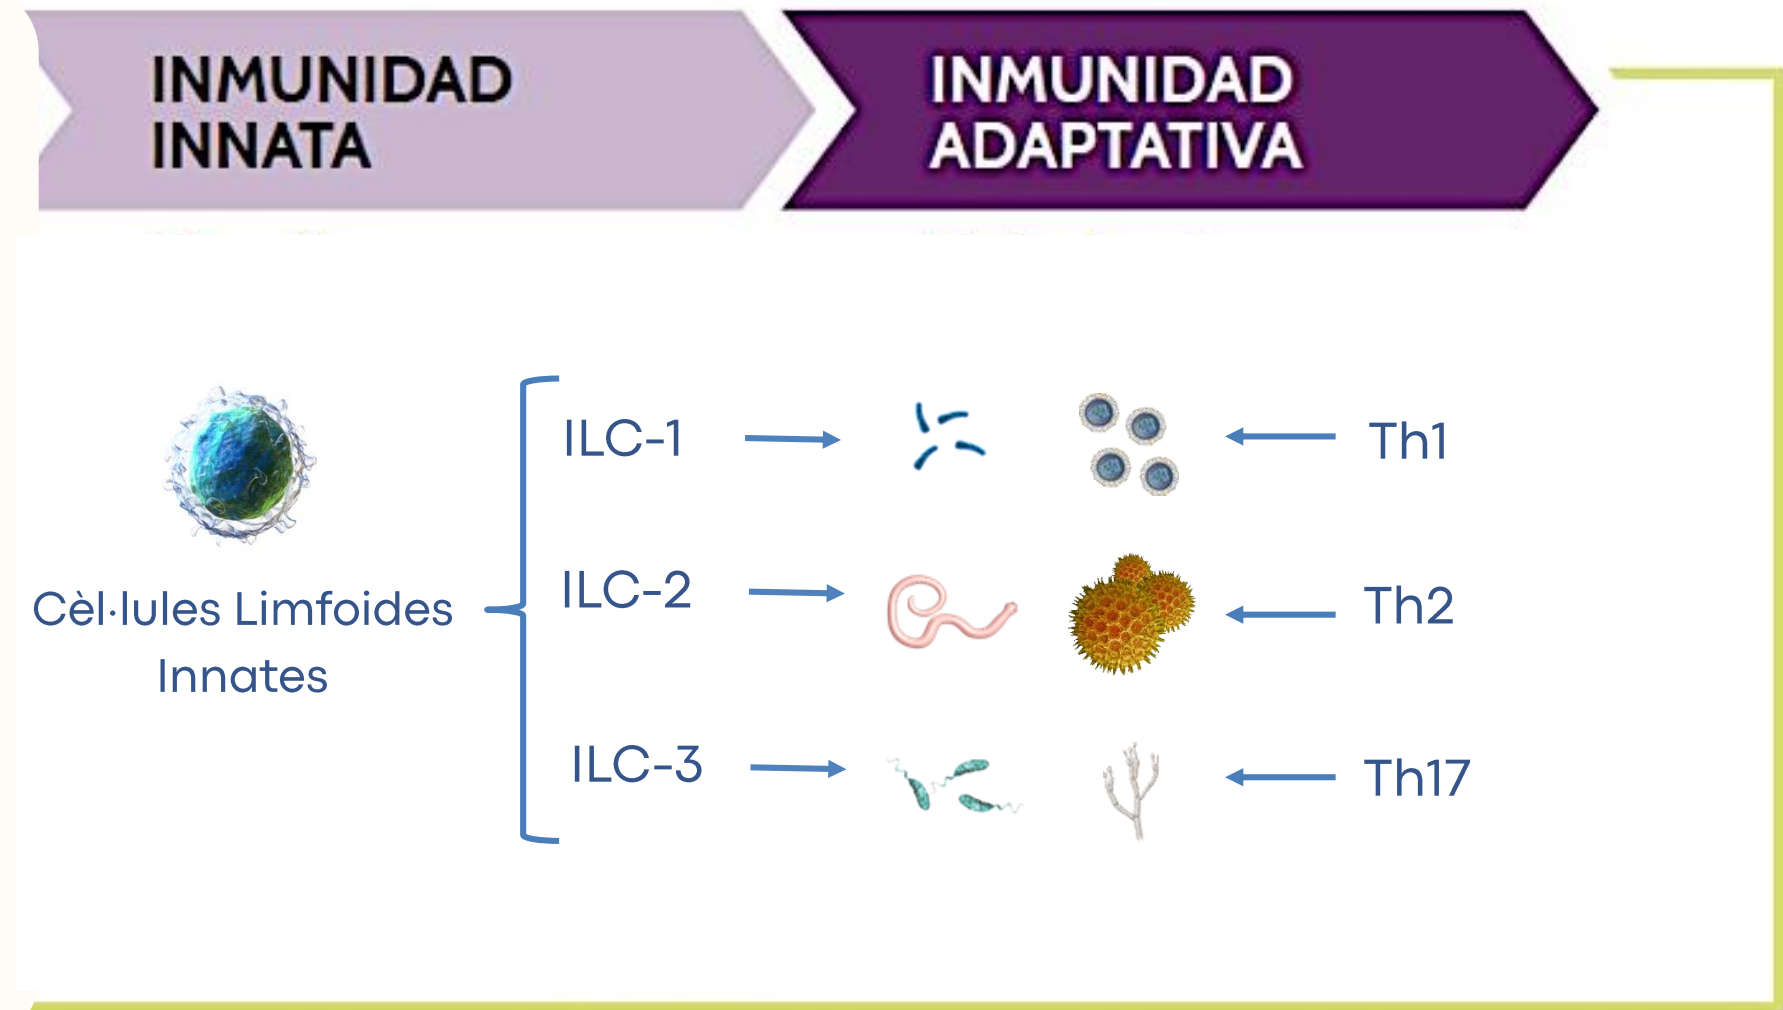 INMUNIDAD
INNATA
INMUNIDAD
ADAPTATIVA
ILC-1
Th1
Cèl·lules Limfoides
Innates
ILC-2
Th2
ILC-3
Th17